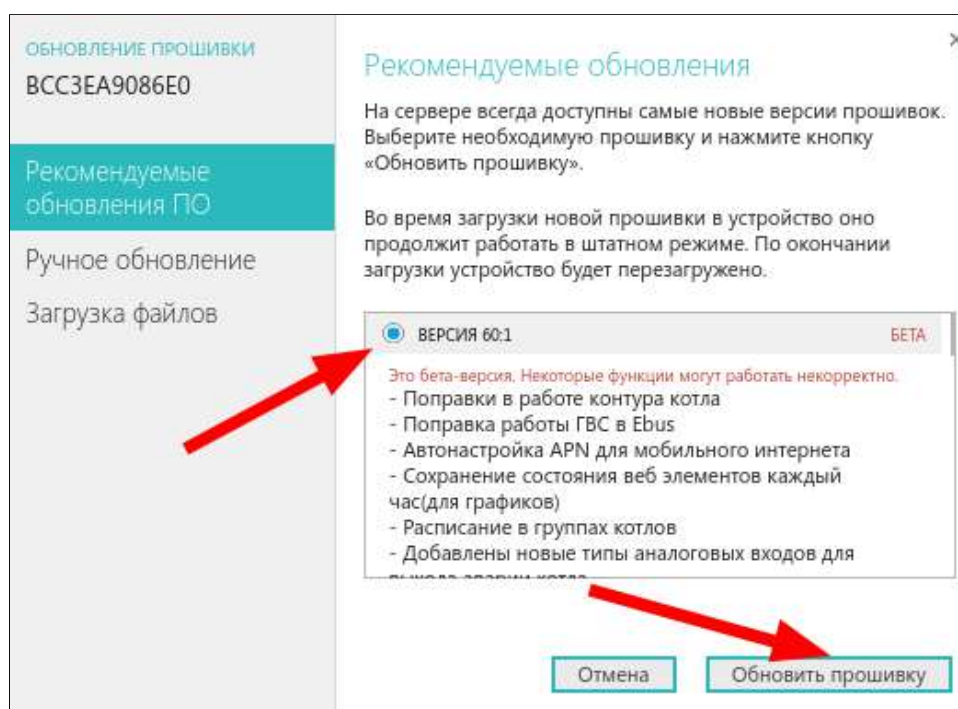 ОБНОВЛЕНИЕ ПРОШИВКИ
BCC3EA9086E0
Рекомендуемые
обновления ПО
Ручное обновление
Загрузка файлов
Рекомендуемые обновления
На сервере всегда доступны самые новые версии прошивок.
Выберите необходимую прошивку и нажмите кнопку
«Обновить прошивку».
Во время загрузки новой прошивки в устройство оно
продолжит работать в штатном режиме. По окончании
загрузки устройство будет перезагружено.
ВЕРСИЯ 60:1 БЕТА
Это бета-версия. Некоторые функции могут работать некорректно.
- Поправки в работе контура котла
- Поправка работы ГВС в Ebus
- Автонастройка APN для мобильного интернета
- Сохранение состояния веб элементов каждый
час(для графиков)
- Расписание в группах котлов
- Добавлены новые типы аналоговых входов для
выхода аварии котла
Отмена Обновить прошивку